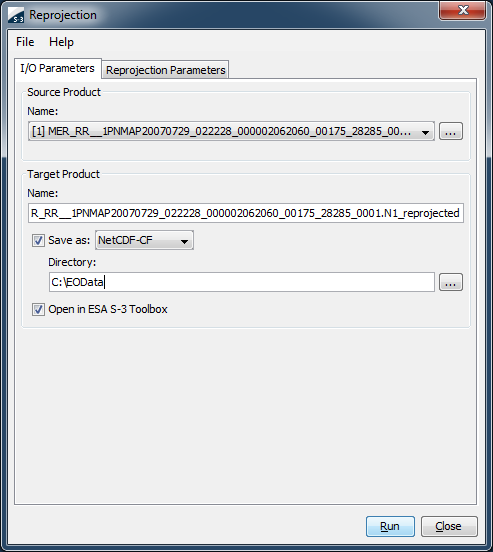 S-3 Reprojection
File Help
I/O Parameters Reprojection Parameters
Source Product
Name:
[1] MER_RR__1PNMAP20070729_022228_000002062060_00175_28285_00... ...
Target Product
Name:
R_RR__1PNMAP20070729_022228_000002062060_00175_28285_0001.N1_reprojected
Save as: NetCDF-CF
Directory:
C:\EOData ...
Open in ESA S-3 Toolbox
Run Close